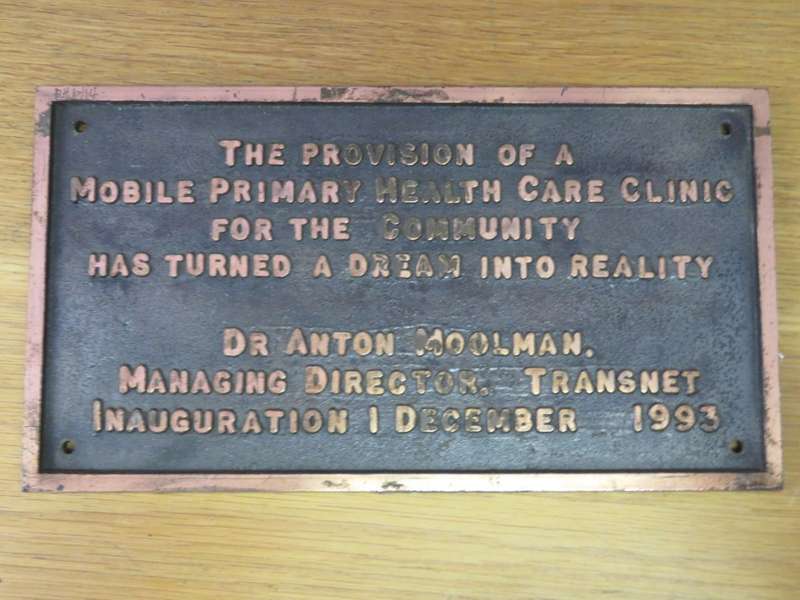 THE PROVISION OF A
MOBILE PRIMARY HEALTH CARE CLINIC
FOR THE COMMUNITY
HAS TURNED A DREAM INTO REALITY
DR ANTON MOOLMAN.
MANAGING DIRECTOR, TRANSNET
INAUGURATION 1 DECEMBER 1993